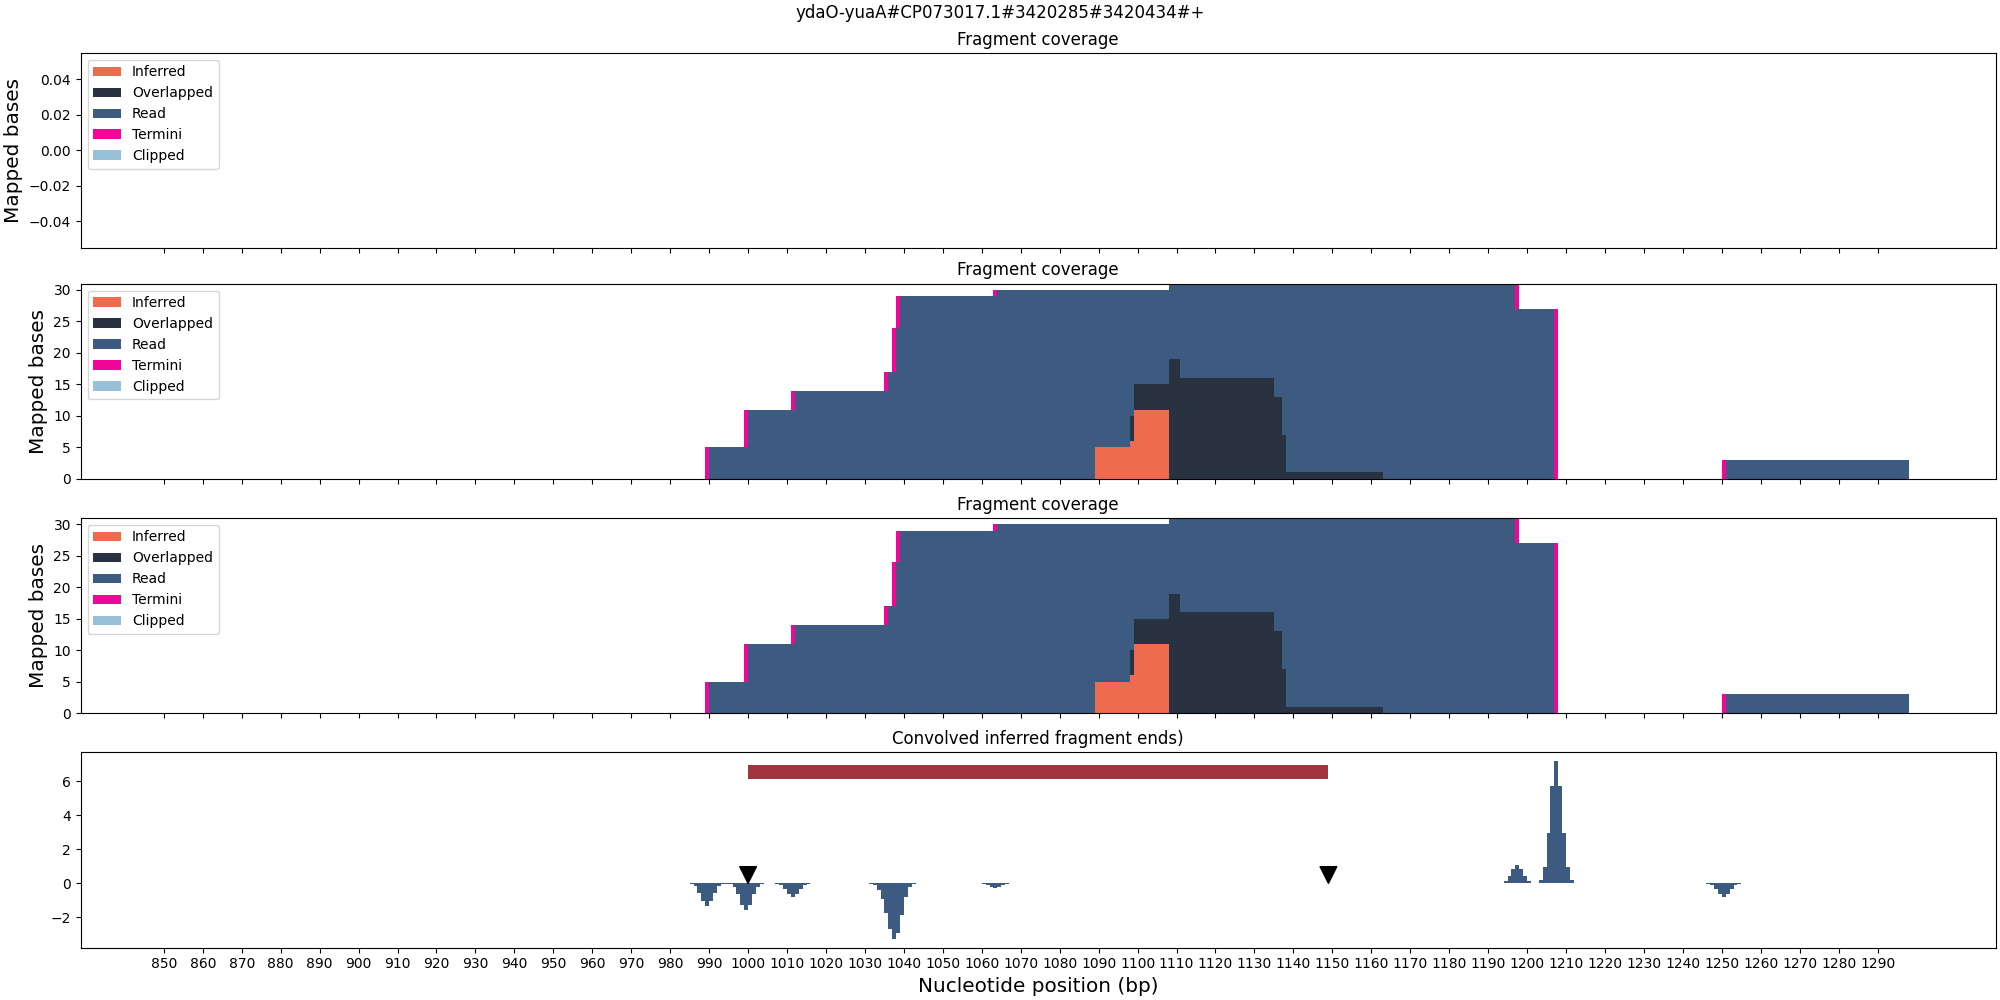 ydaO-yuaA#CP073017.1#3420285#3420434#+
Fragment coverage
Mapped bases
0.04
0.02
0.00
−0.02
−0.04
Inferred
Overlapped
Read
Termini
Clipped
Fragment coverage
Mapped bases
30
25
20
15
10
5
0
Inferred
Overlapped
Read
Termini
Clipped
Fragment coverage
Mapped bases
30
25
20
15
10
5
0
Inferred
Overlapped
Read
Termini
Clipped
Convolved inferred fragment ends)
6
4
2
0
−2
850 860 870 880 890 900 910 920 930 940 950 960 970 980 990 1000 1010 1020 1030 1040 1050 1060 1070 1080 1090 1100 1110 1120 1130 1140 1150 1160 1170 1180 1190 1200 1210 1220 1230 1240 1250 1260 1270 1280 1290
Nucleotide position (bp)